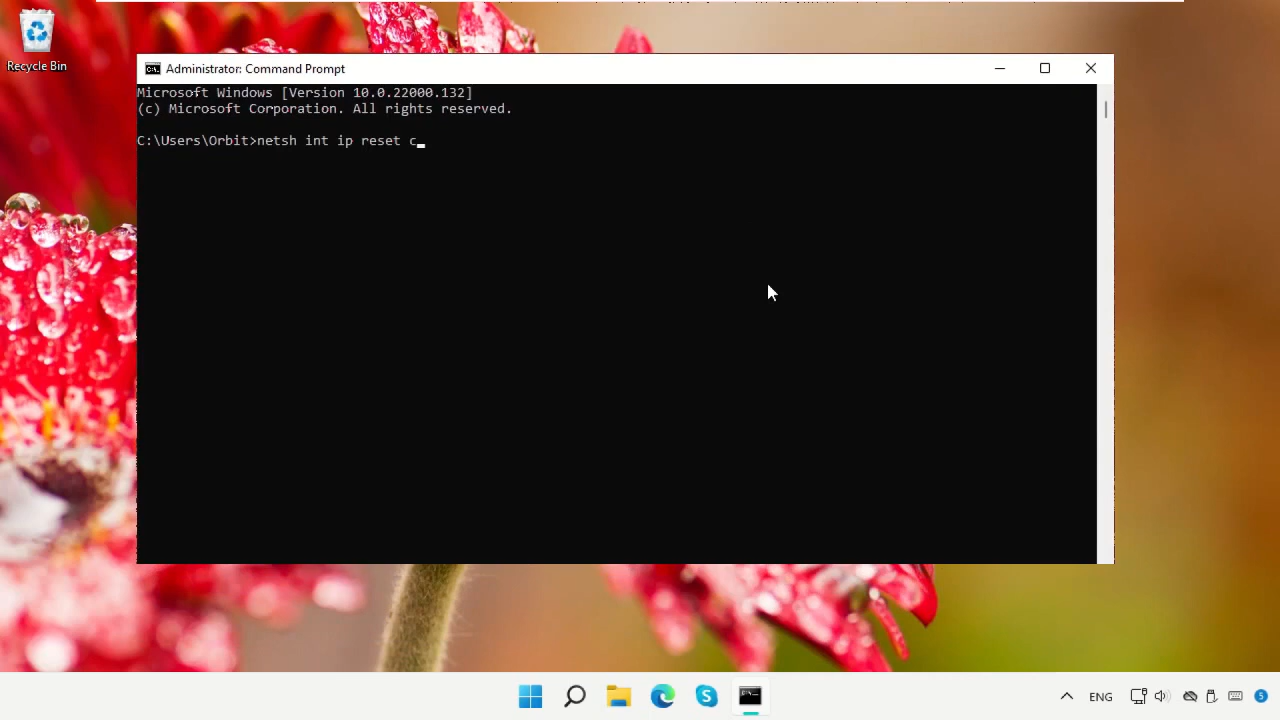 Recycle Bin
Administrator: Command Prompt
Microsoft Windows [Version 10.0.22000.132]
(c) Microsoft Corporation. All rights reserved.
C:\Users\Orbit>netsh int ip reset c
ENG
5